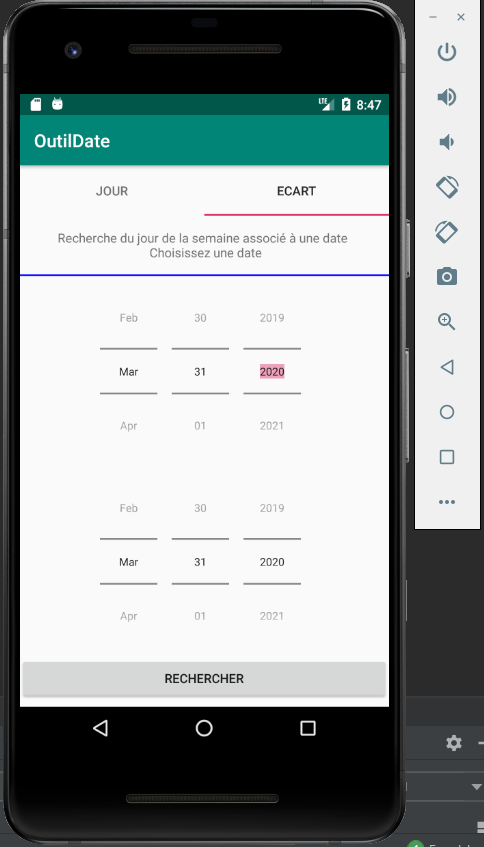 LTE 8:47
OutilDate
JOUR ECART
Recherche du jour de la semaine associé à une date
Choisissez une date
Feb 30 2019
Mar 31 2020
Apr 01 2021
Feb 30 2019
Mar 31 2020
Apr 01 2021
RECHERCHER